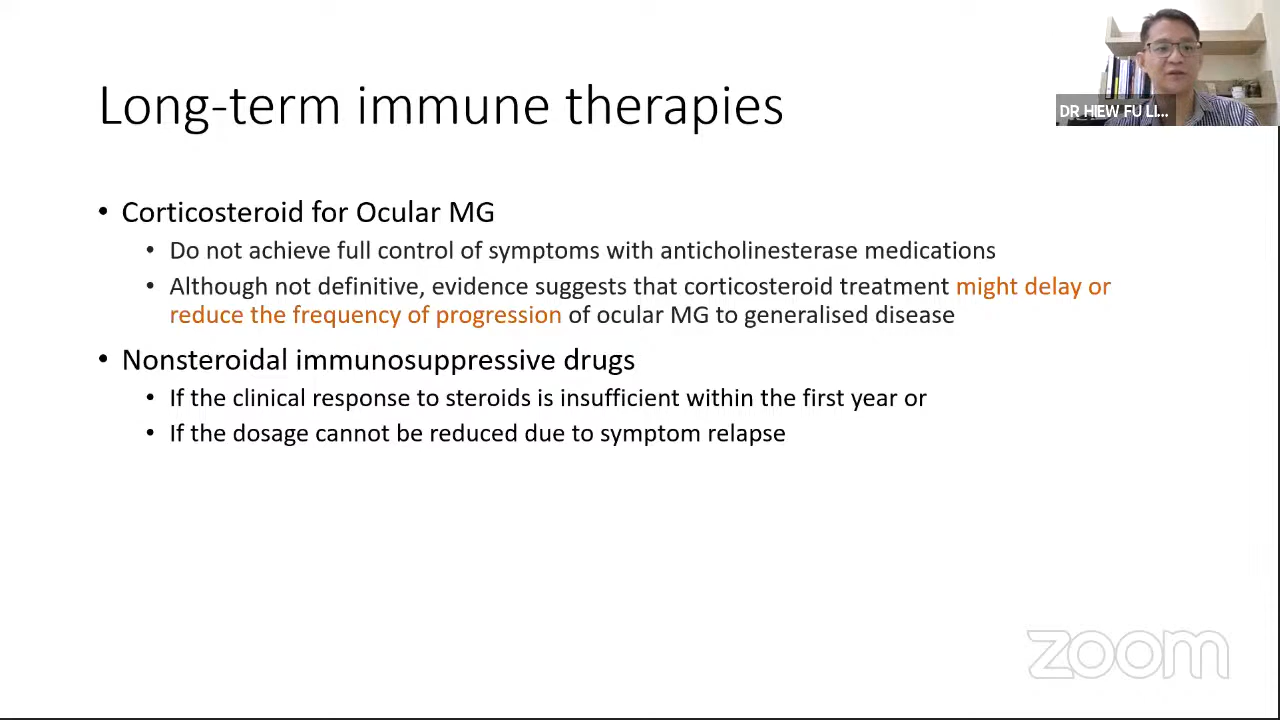 Long-term immune therapies
DR HIEW FU LI...
• Corticosteroid for Ocular MG
• Do not achieve full control of symptoms with anticholinesterase medications
• Although not definitive, evidence suggests that corticosteroid treatment might delay or
reduce the frequency of progression of ocular MG to generalised disease
• Nonsteroidal immunosuppressive drugs
• If the clinical response to steroids is insufficient within the first year or
• If the dosage cannot be reduced due to symptom relapse
zoom